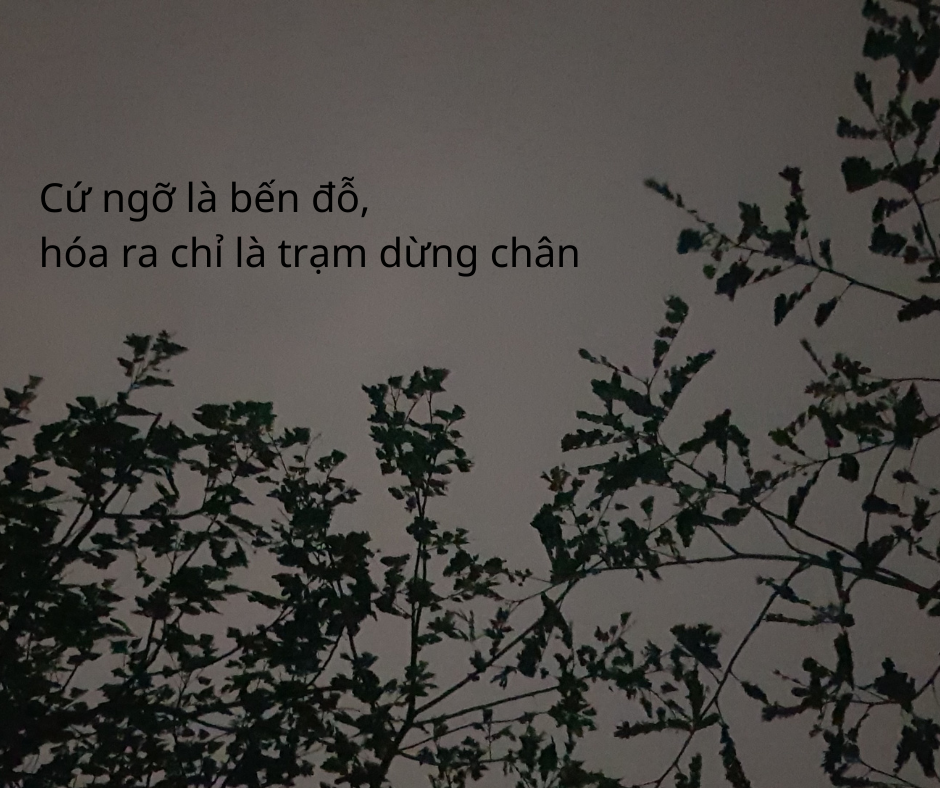 Cứ ngỡ là bến đỗ,
hóa ra chỉ là trạm dừng chân